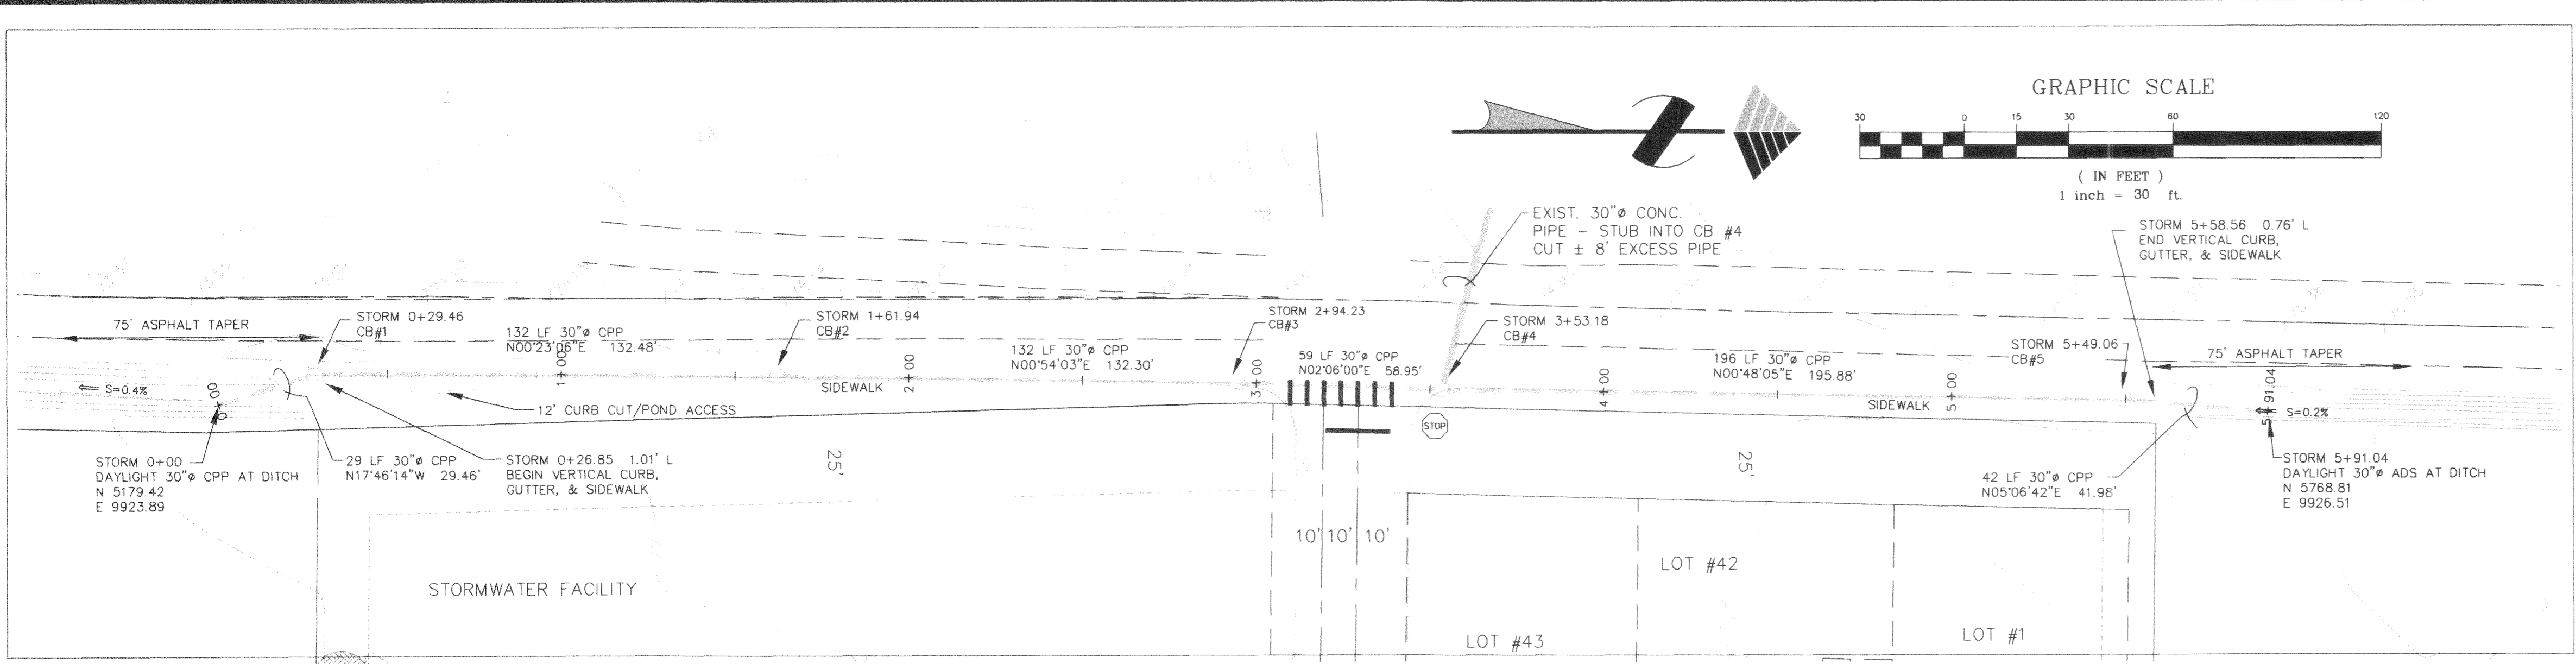 GRAPHIC SCALE
30 0 15 30 60 120
( IN FEET )
1 inch = 30 ft.
EXIST. 30"ø CONC.
PIPE - STUB INTO CB #4
CUT ± 8' EXCESS PIPE
STORM 5+58.56 0.76' L
END VERTICAL CURB,
GUTTER, & SIDEWALK
75' ASPHALT TAPER
STORM 0+29.46
CB#1
132 LF 30"ø CPP
N00°23'06"E 132.48'
STORM 1+61.94
CB#2
132 LF 30"ø CPP
N00°54'03"E 132.30'
STORM 2+94.23
CB#3
59 LF 30"ø CPP
N02°06'00"E 58.95'
STORM 3+53.18
CB#4
196 LF 30"ø CPP
N00°48'05"E 195.88'
STORM 5+49.06
CB#5
75' ASPHALT TAPER
S=0.4%
0+00
1+00
SIDEWALK
2+00
3+00
4+00
SIDEWALK
5+00
5+91.04
S=0.2%
12' CURB CUT/POND ACCESS
STOP
STORM 0+00
DAYLIGHT 30"ø CPP AT DITCH
N 5179.42
E 9923.89
29 LF 30"ø CPP
N17°46'14"W 29.46'
STORM 0+26.85 1.01' L
BEGIN VERTICAL CURB,
GUTTER, & SIDEWALK
25'
25'
42 LF 30"ø CPP
N05°06'42"E 41.98'
STORM 5+91.04
DAYLIGHT 30"ø ADS AT DITCH
N 5768.81
E 9926.51
10' 10' 10'
STORMWATER FACILITY
LOT #42
LOT #43
LOT #1